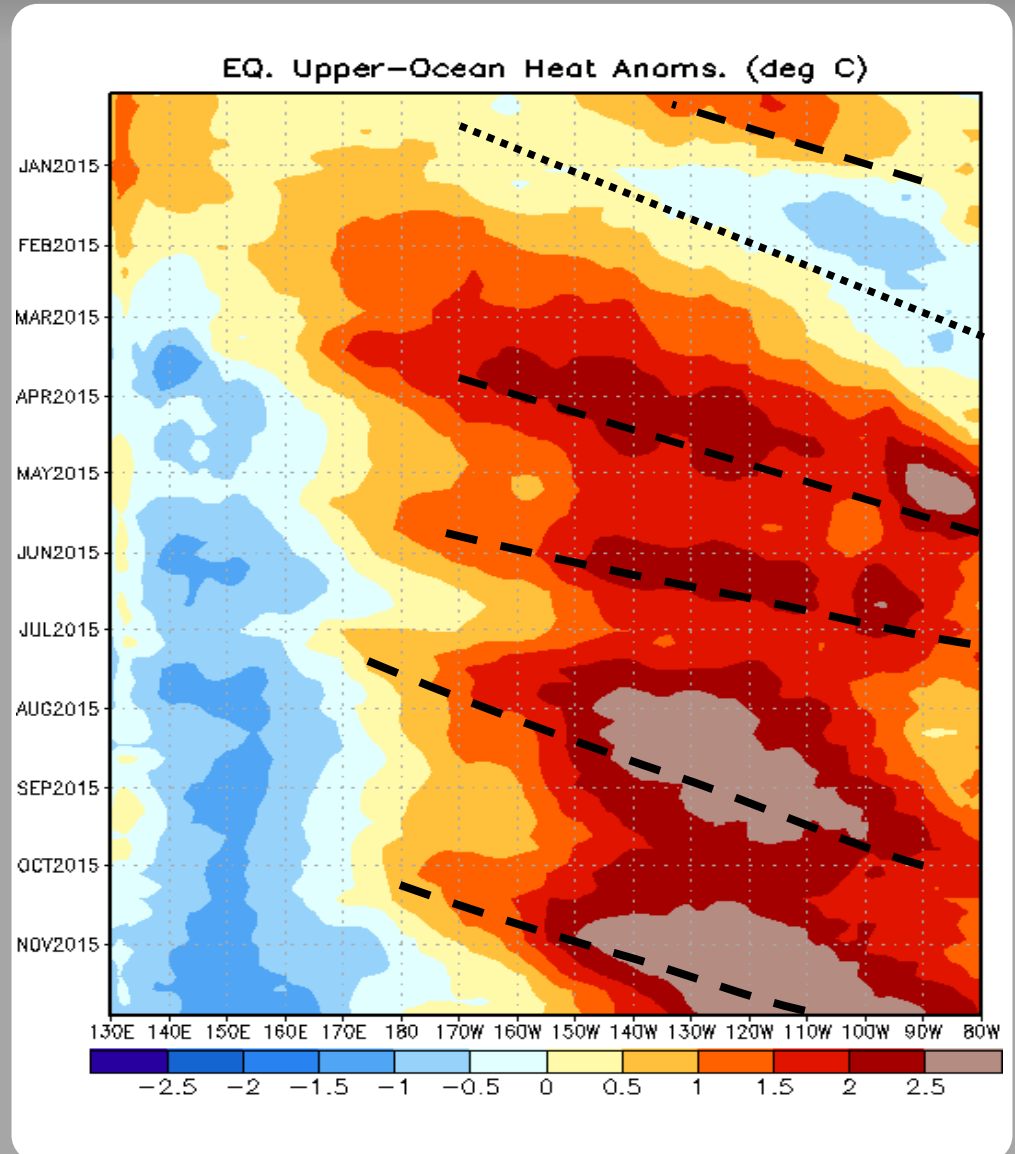 EQ. Upper-Ocean Heat Anoms. (deg C)
JAN2015
FEB2015
MAR2015
APR2015
MAY2015
JUN2015
JUL2015
AUG2015
SEP2015
OCT2015
NOV2015
130E 140E 150E 160E 170E 180 170W 160W 150W 140W 130W 120W 110W 100W 90W 80W
-2.5 -2 -1.5 -1 -0.5 0 0.5 1 1.5 2 2.5